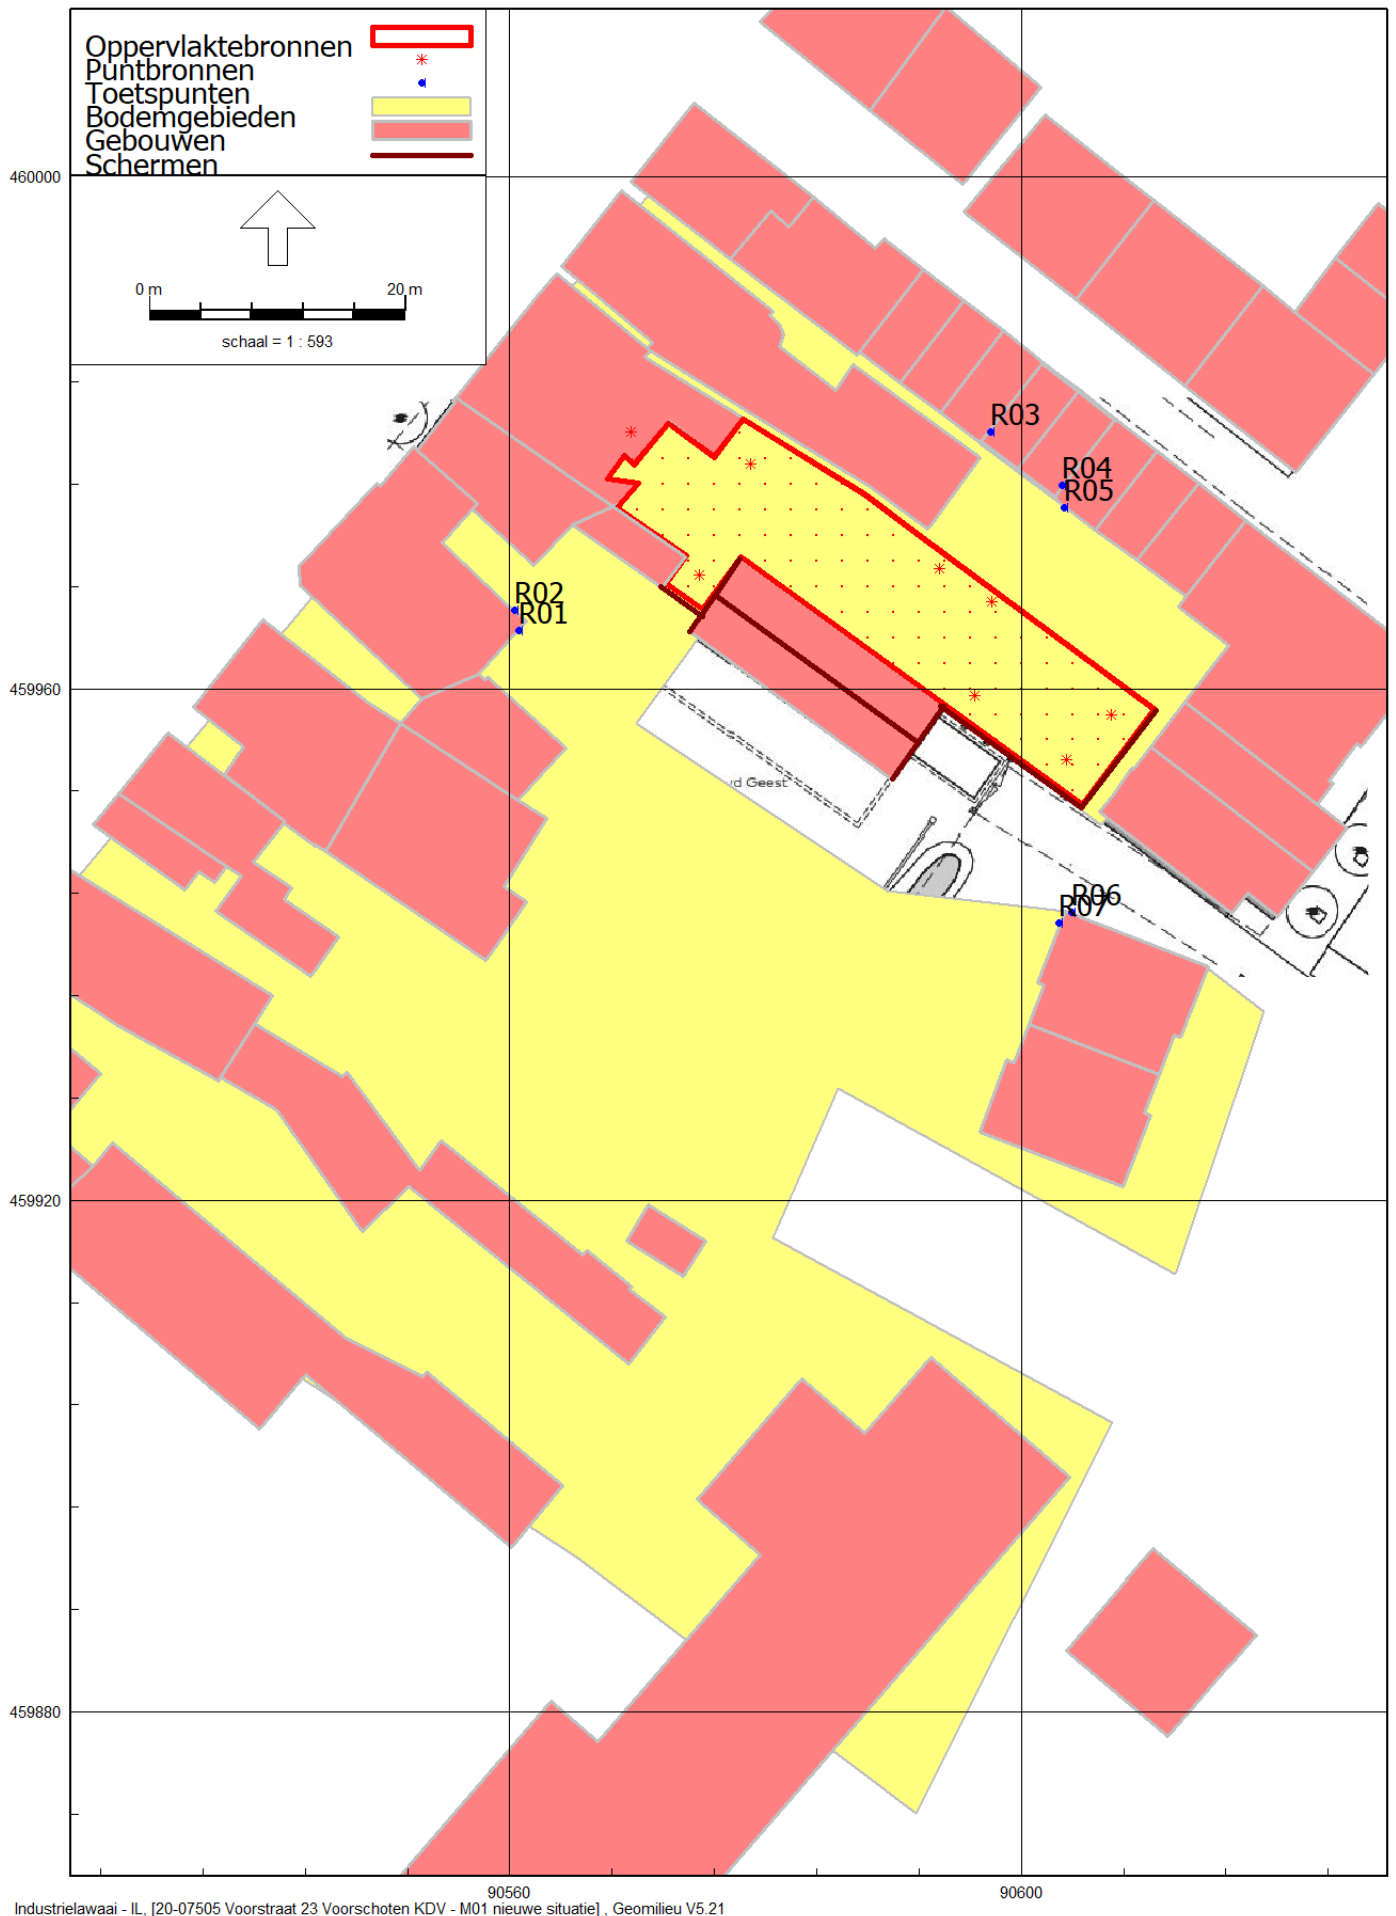 Oppervlaktebronnen
Puntbronnen
Toetspunten
Bodemgebieden
Gebouwen
Schermen
460000
0 m
20 m
schaal = 1 : 593
R03
R04
R05
R02
R01
459960
d Geest
R06
R07
459920
459880
90560
90600
Industrielawaai - IL, [20-07505 Voorstraat 23 Voorschoten KDV - M01 nieuwe situatie] , Geomilieu V5.21